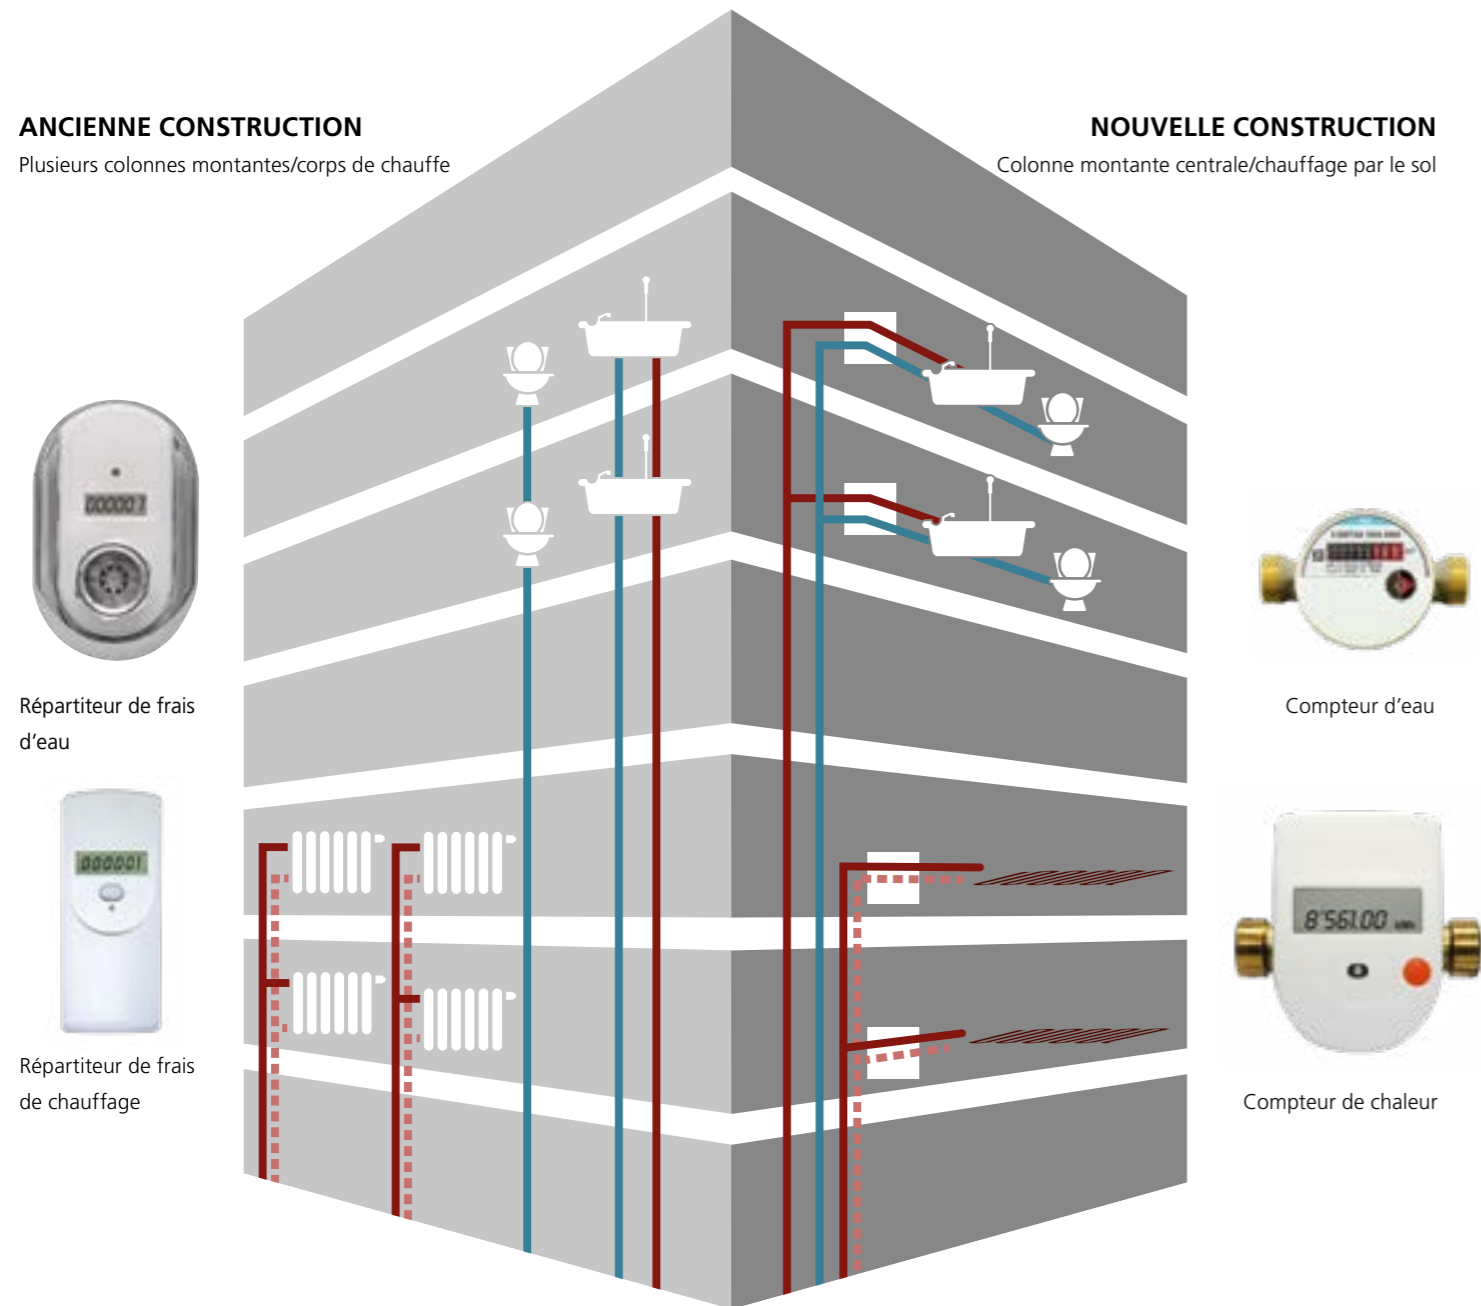 ANCIENNE CONSTRUCTION
Plusieurs colonnes montantes/corps de chauffe
NOUVELLE CONSTRUCTION
Colonne montante centrale/chauffage par le sol
000001
Répartiteur de frais
d'eau
Compteur d'eau
000001
Répartiteur de frais
de chauffage
8'561.00
Compteur de chaleur